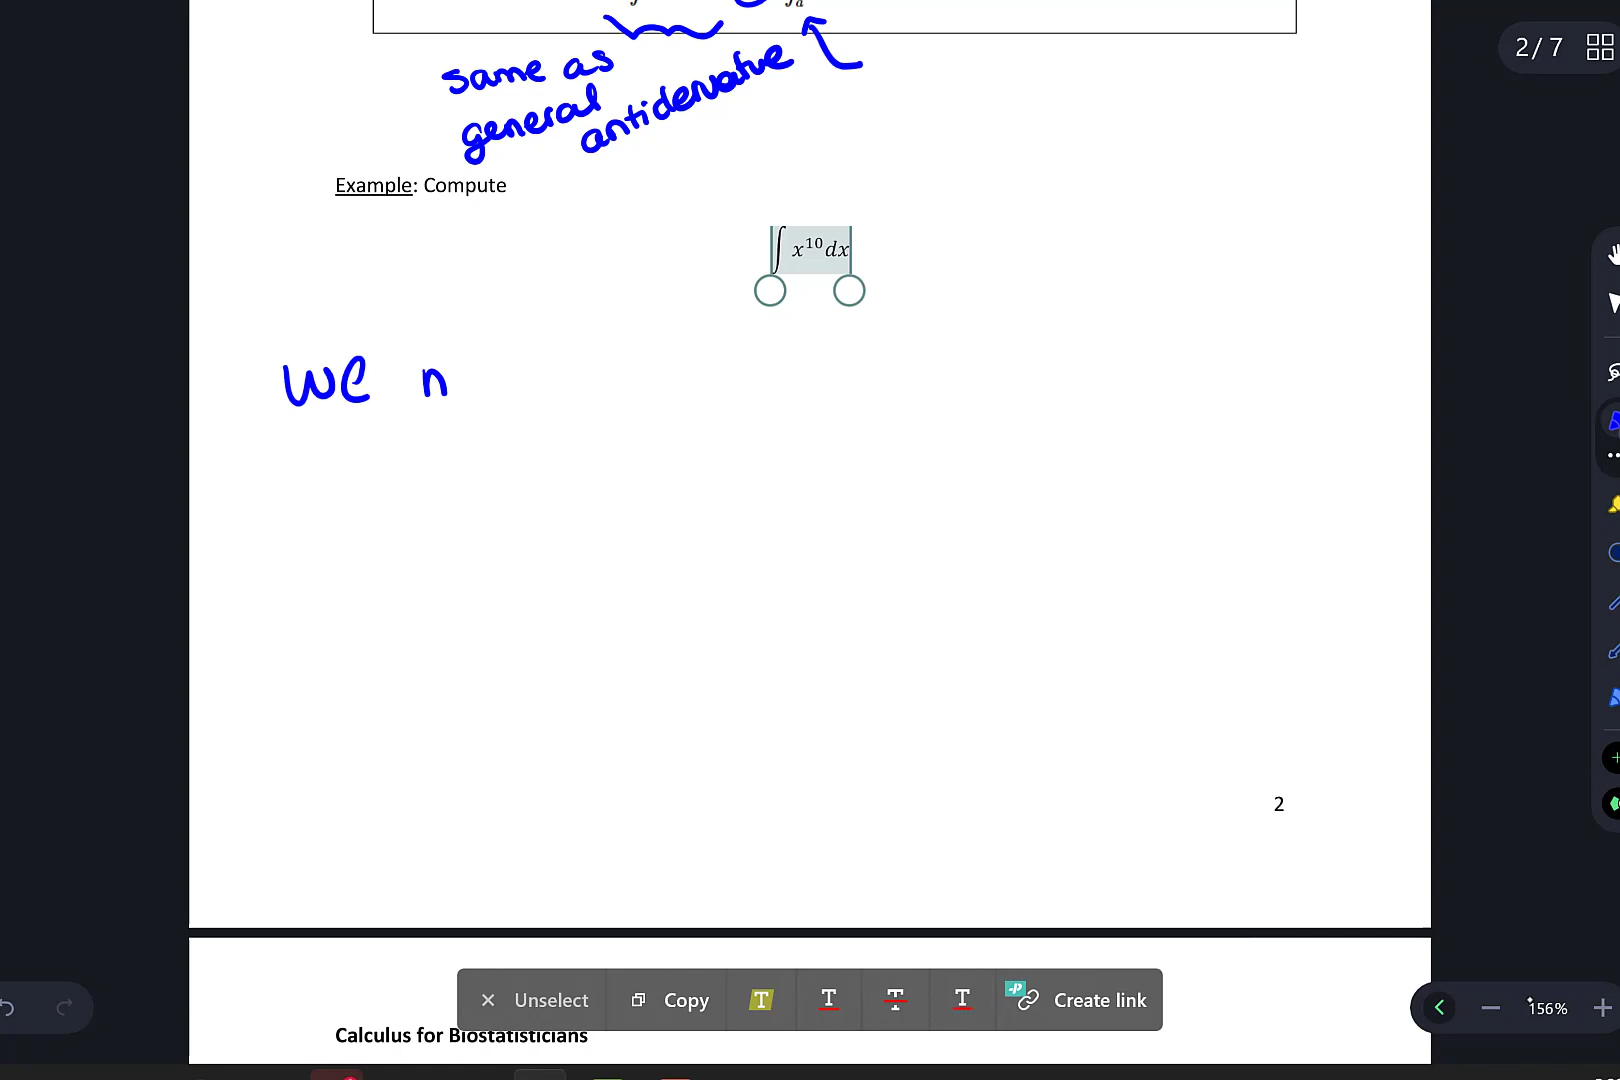 2 / 7
same as
general
antiderivative
Example: Compute
∫ x¹⁰ dx
we n
2
× Unselect Copy T T T T Create link
156%
Calculus for Biostatisticians